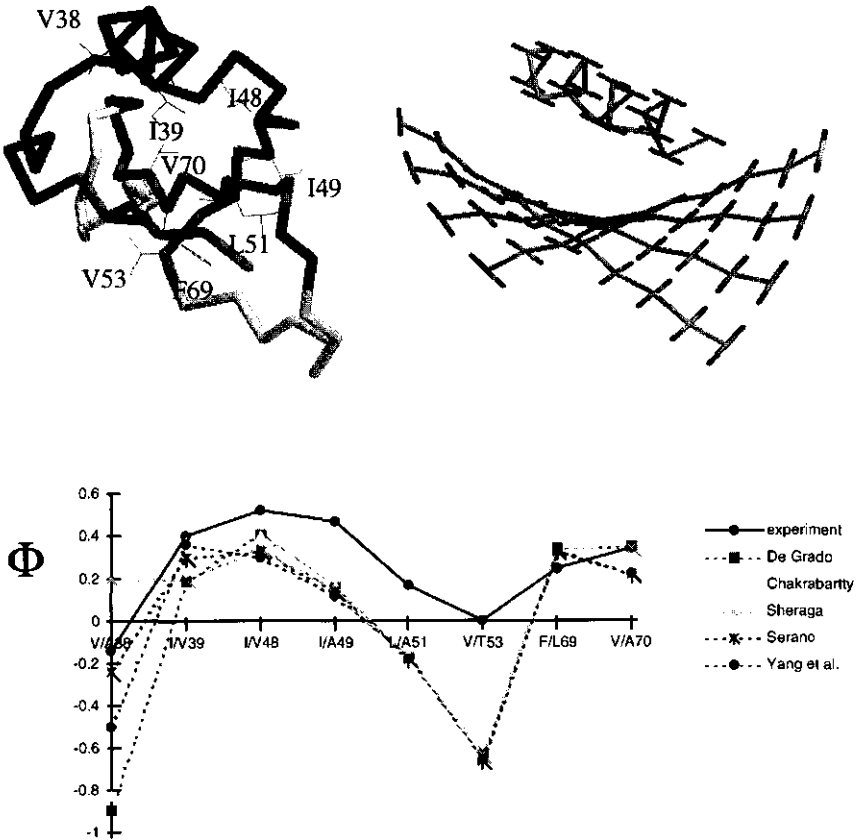 V38
I48
I39
V70
I49
L51
V53
F69
Φ
0.6
0.4
0.2
0
-0.2
-0.4
-0.6
-0.8
-1
V/A38
I/V39
I/V48
I/A49
L/A51
V/T53
F/L69
V/A70
experiment
De Grado
Chakrabartty
Sheraga
Serano
Yang et al.